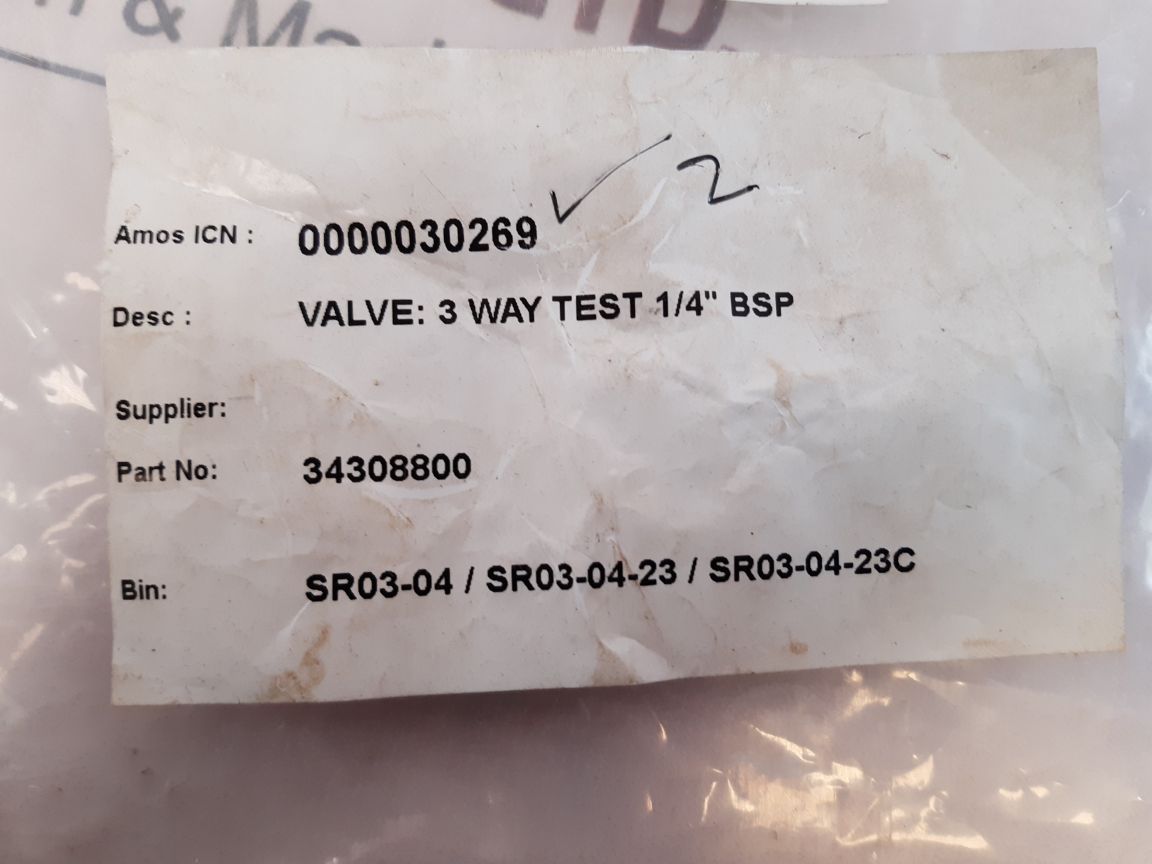 & 
2
Amos ICN : 0000030269
Desc : VALVE: 3 WAY TEST 1/4" BSP
Supplier:
Part No: 34308800
Bin: SR03-04 / SR03-04-23 / SR03-04-23C